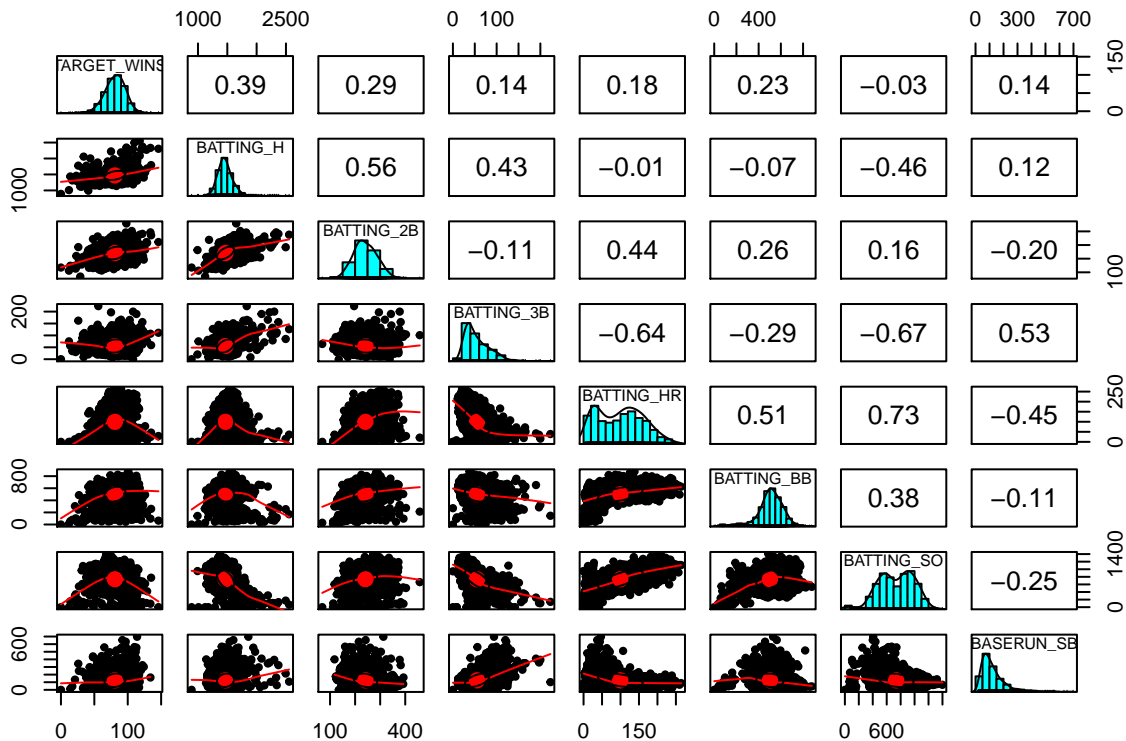 1000 2500 0 100 0 400 0 300 700
TARGET_WINS 0.39 0.29 0.14 0.18 0.23 −0.03 0.14 0 150
1000 BATTING_H 0.56 0.43 −0.01 −0.07 −0.46 0.12
BATTING_2B −0.11 0.44 0.26 0.16 −0.20 100
0 200 BATTING_3B −0.64 −0.29 −0.67 0.53
BATTING_HR 0.51 0.73 −0.45 0 250
0 800 BATTING_BB 0.38 −0.11
BATTING_SO −0.25 0 1400
0 600 BASERUN_SB
0 100 100 400 0 150 0 600